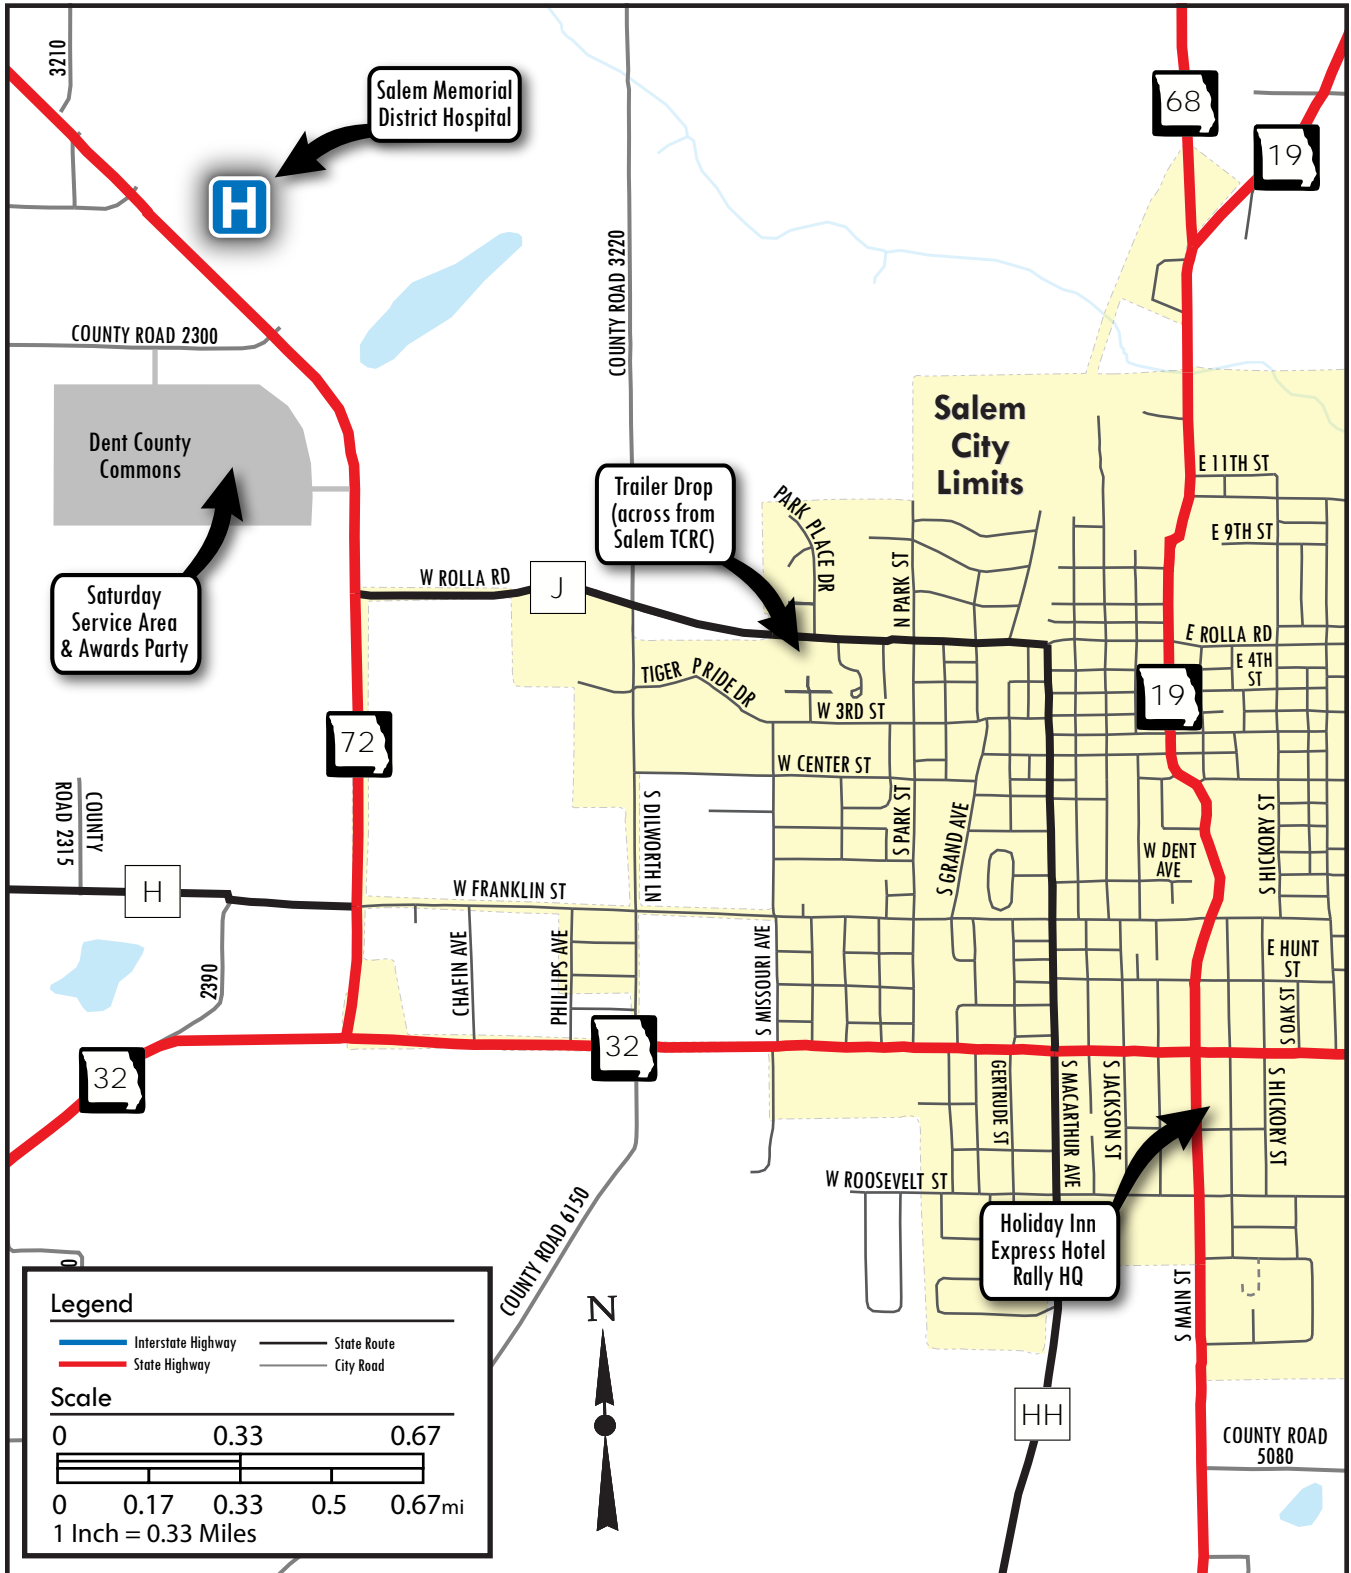 3210
Salem Memorial
District Hospital
H
68
19
COUNTY ROAD 3220
COUNTY ROAD 2300
Dent County
Commons
Salem
City
Limits
E 11TH ST
E 9TH ST
Trailer Drop
(across from
Salem TCRC)
PARK PLACE DR
N PARK ST
W ROLLA RD
J
Saturday
Service Area
& Awards Party
E ROLLA RD
E 4TH
ST
TIGER PRIDE DR
W 3RD ST
19
72
W CENTER ST
COUNTY
ROAD 2315
S DILWORTH LN
S PARK ST
S GRAND AVE
S HICKORY ST
W DENT
AVE
H
W FRANKLIN ST
2390
CHAFIN AVE
PHILLIPS AVE
S MISSOURI AVE
E HUNT
ST
S OAK ST
32
32
GERTRUDE ST
S MACARTHUR AVE
S JACKSON ST
S HICKORY ST
W ROOSEVELT ST
COUNTY ROAD 6150
Holiday Inn
Express Hotel
Rally HQ
S MAIN ST
0
Legend
Interstate Highway
State Route
State Highway
City Road
Scale
0 0.33 0.67
0 0.17 0.33 0.5 0.67mi
1 Inch = 0.33 Miles
N
HH
COUNTY ROAD
5080